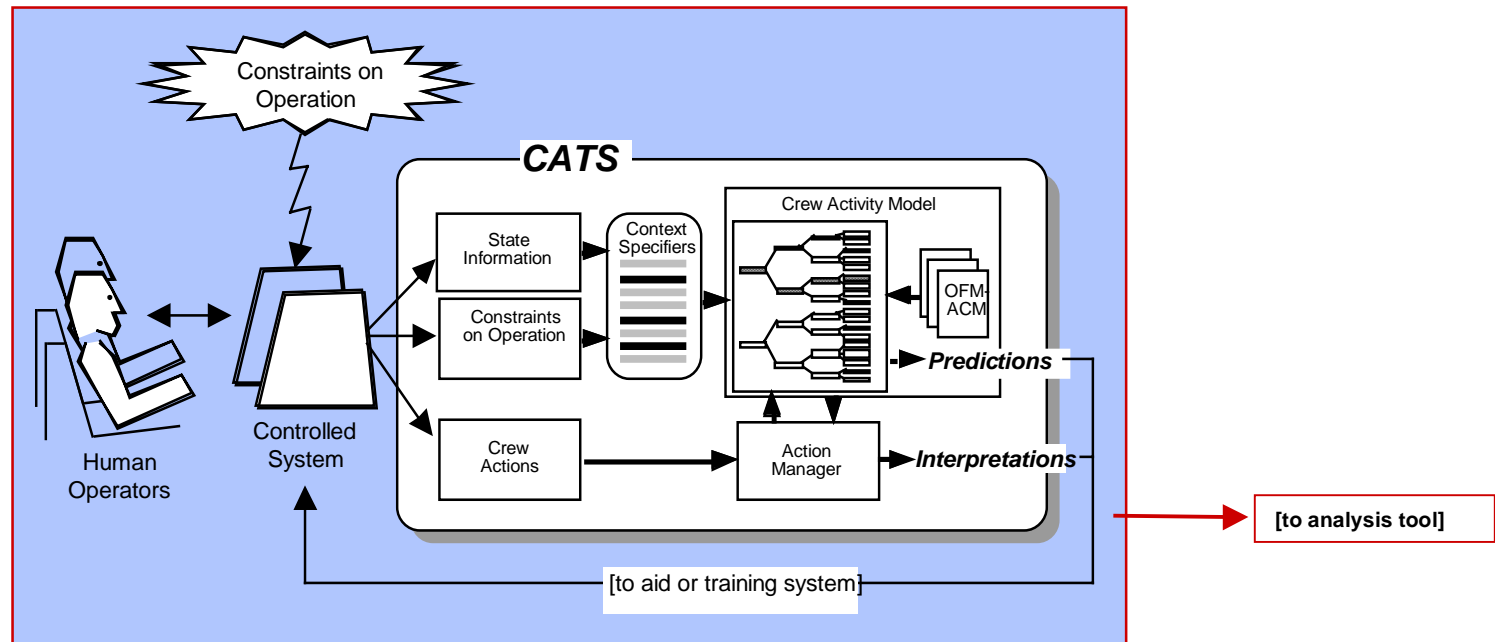 Constraints on
Operation
CATS
Crew Activity Model
State
Information
Context
Specifiers
OFM-
ACM
Constraints
on Operation
Predictions
Controlled
System
Crew
Actions
Action
Manager
Interpretations
Human
Operators
[to analysis tool]
[to aid or training system]